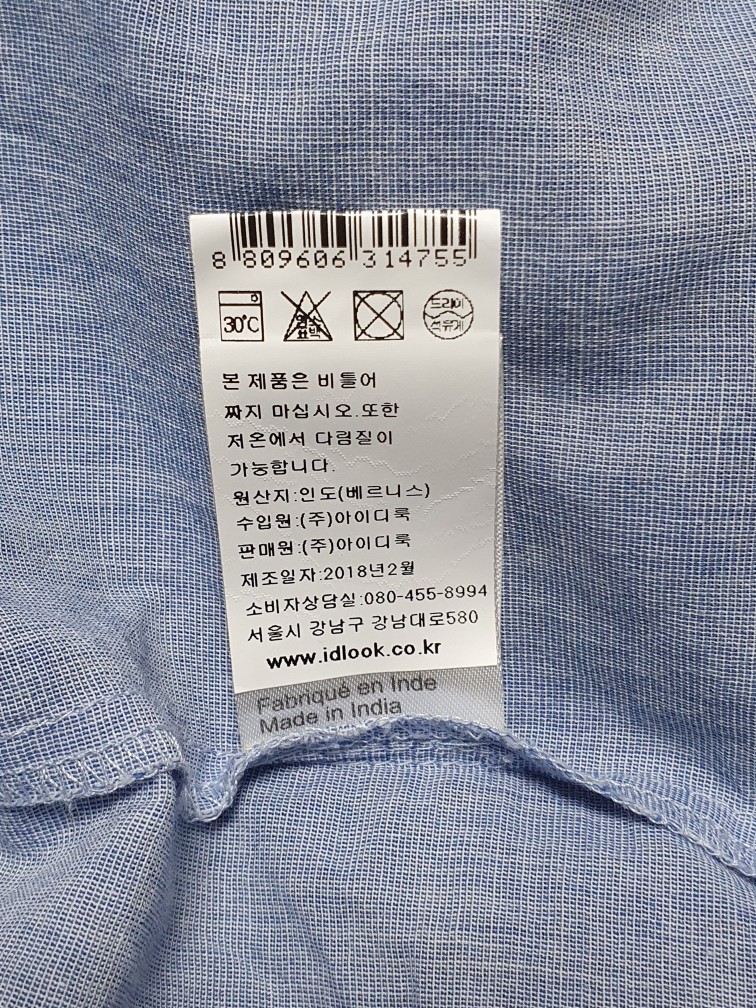 8 809606 314755
30℃ 염소 표백 드라이 석유계
본 제품은 비틀어
짜지 마십시오.또한
저온에서 다림질이
가능합니다.
원산지:인도(베르니스)
수입원:(주)아이디룩
판매원:(주)아이디룩
제조일자:2018년2월
소비자상담실:080-455-8994
서울시 강남구 강남대로580
www.idlook.co.kr
Fabriqué en Inde
Made in India